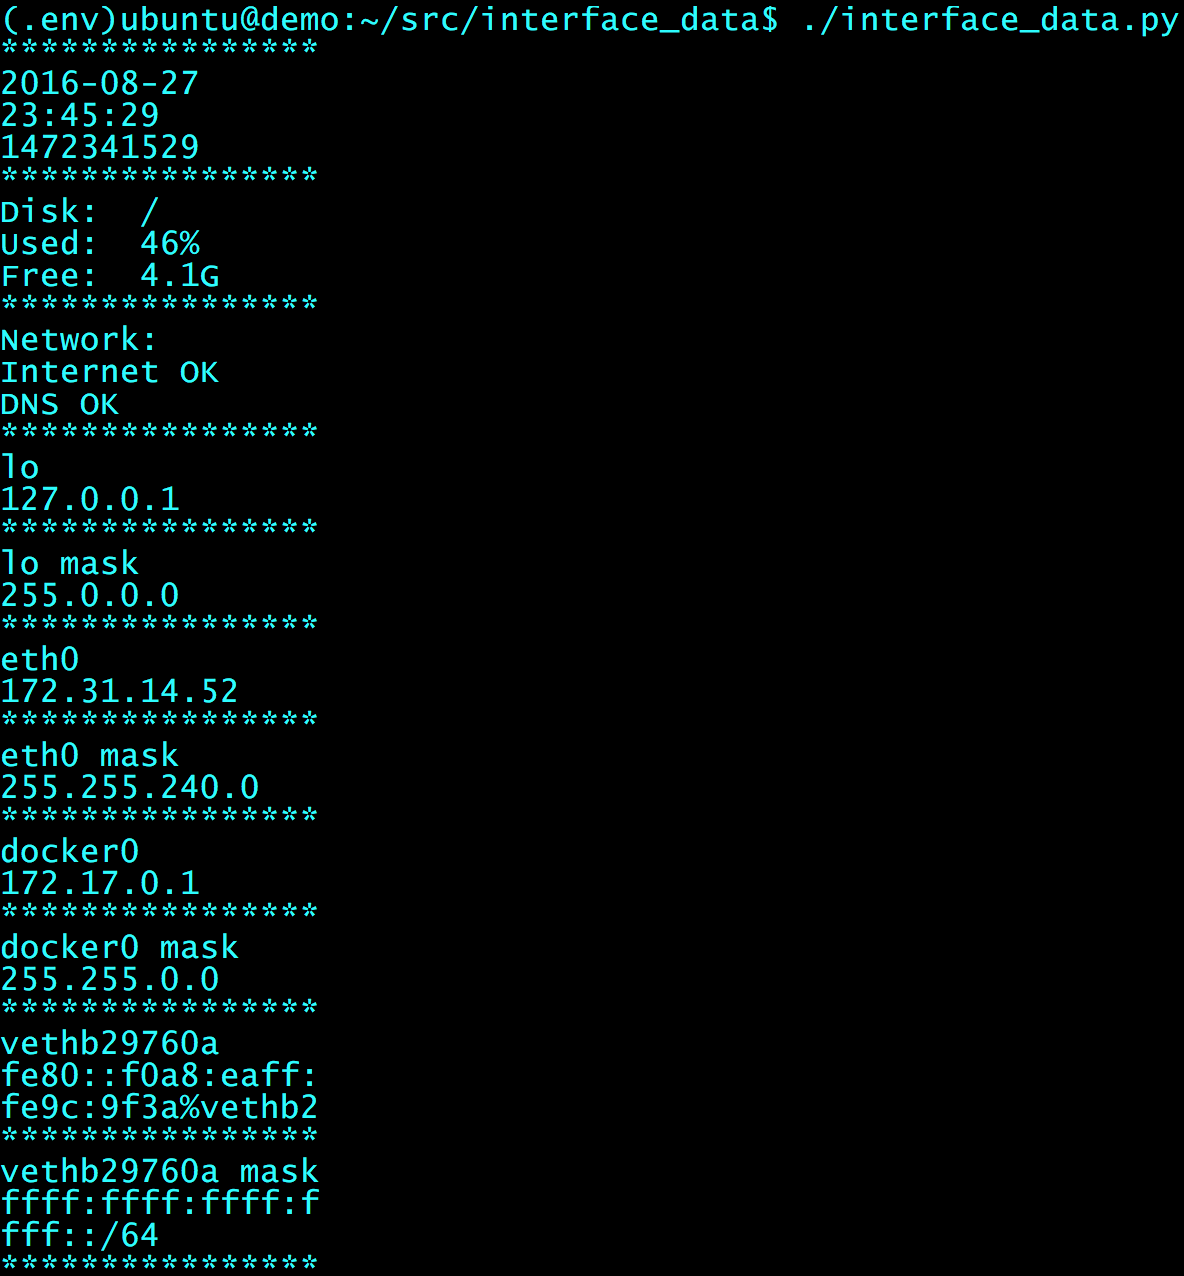 (.env)ubuntu@demo:~/src/interface_data$ ./interface_data.py
****************
2016-08-27
23:45:29
1472341529
****************
Disk:  /
Used:  46%
Free:  4.1G
****************
Network:
Internet OK
DNS OK
****************
lo
127.0.0.1
****************
lo mask
255.0.0.0
****************
eth0
172.31.14.52
****************
eth0 mask
255.255.240.0
****************
docker0
172.17.0.1
****************
docker0 mask
255.255.0.0
****************
vethb29760a
fe80::f0a8:eaff:
fe9c:9f3a%vethb2
****************
vethb29760a mask
ffff:ffff:ffff:f
fff::/64
****************